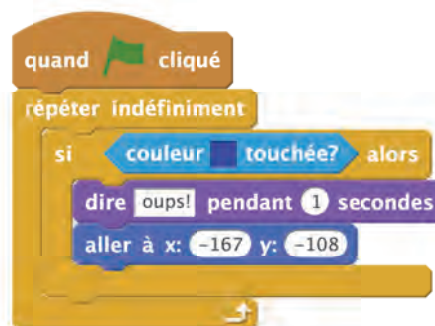 quand cliqué
répéter indéfiniment
si couleur touchée? alors
dire oups! pendant 1 secondes
aller à x: -167 y: -108